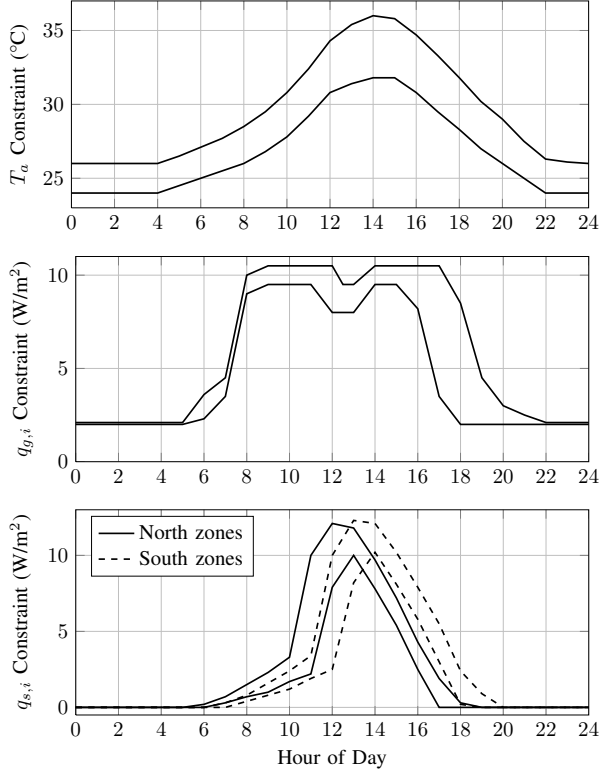 35
30
25
T_a Constraint (°C)
0 2 4 6 8 10 12 14 16 18 20 22 24
10
5
0
q_{g,i} Constraint (W/m²)
0 2 4 6 8 10 12 14 16 18 20 22 24
North zones
South zones
10
5
0
q_{s,i} Constraint (W/m²)
0 2 4 6 8 10 12 14 16 18 20 22 24
Hour of Day